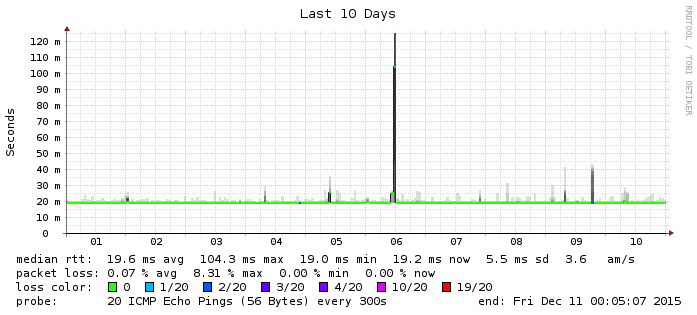 Last 10 Days
RRDTOOL / TOBI OETIKER
Seconds
120 m
110 m
100 m
90 m
80 m
70 m
60 m
50 m
40 m
30 m
20 m
10 m
0
01 02 03 04 05 06 07 08 09 10
median rtt: 19.6 ms avg 104.3 ms max 19.0 ms min 19.2 ms now 5.5 ms sd 3.6 am/s
packet loss: 0.07 % avg 8.31 % max 0.00 % min 0.00 % now
loss color: 0 1/20 2/20 3/20 4/20 10/20 19/20
probe: 20 ICMP Echo Pings (56 Bytes) every 300s end: Fri Dec 11 00:05:07 2015